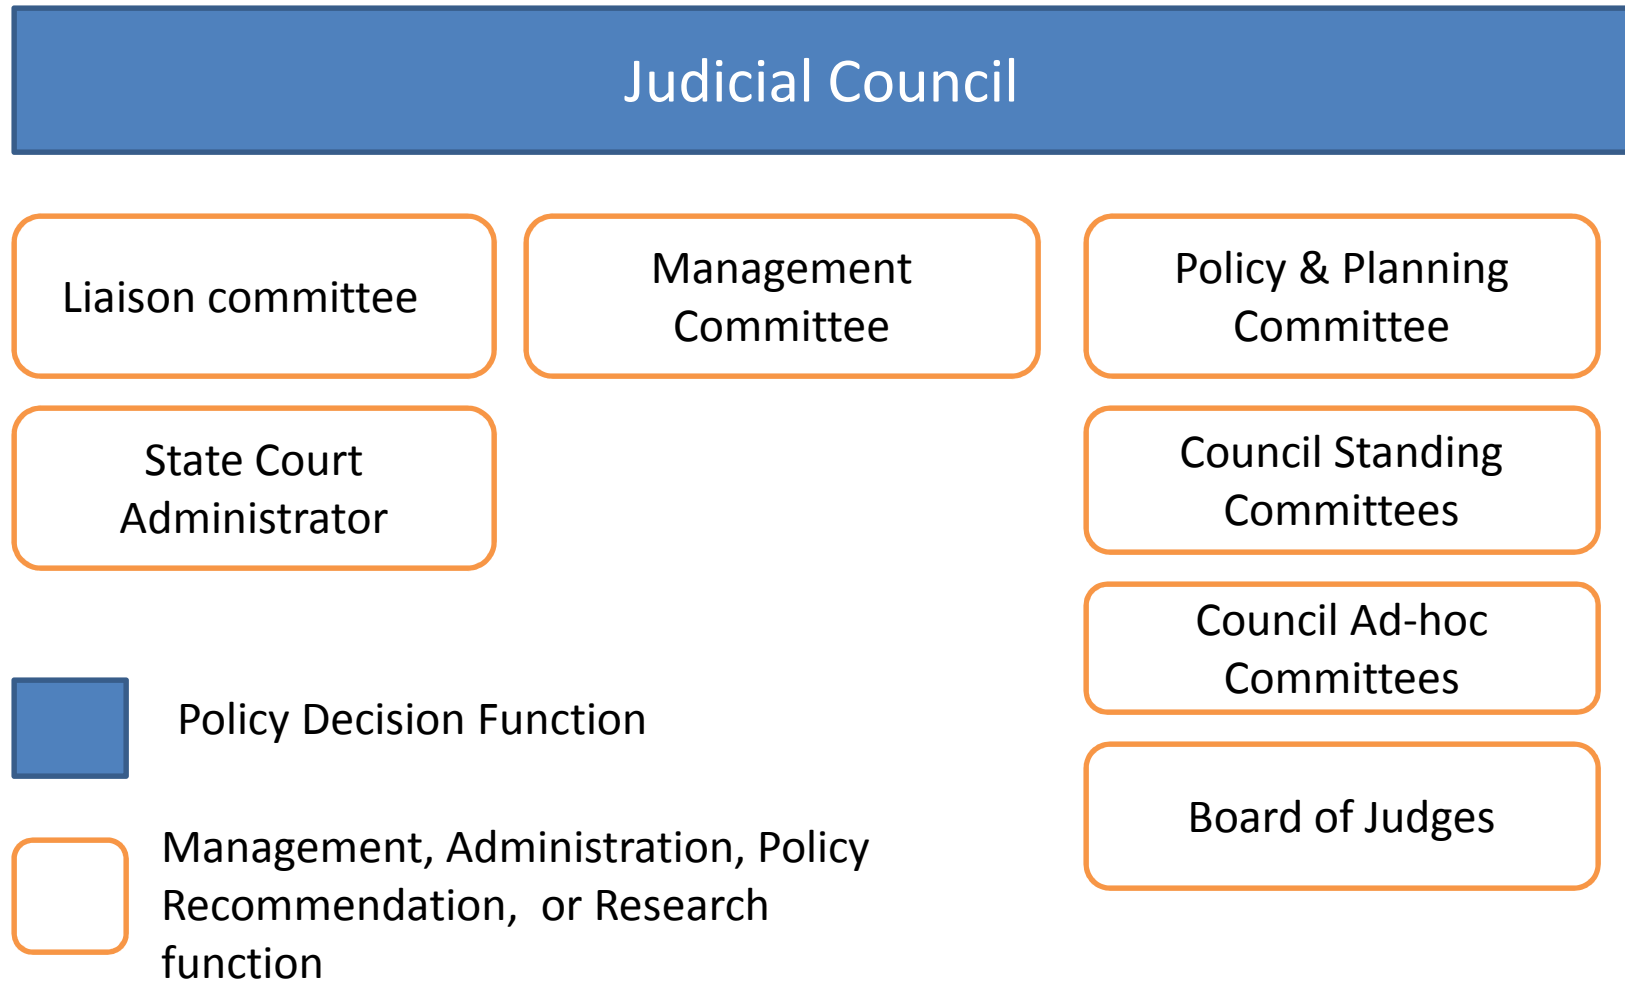 Judicial Council
Liaison committee
Management
Committee
Policy & Planning
Committee
State Court
Administrator
Council Standing
Committees
Council Ad-hoc
Committees
Board of Judges
Policy Decision Function
Management, Administration, Policy
Recommendation,  or Research
function